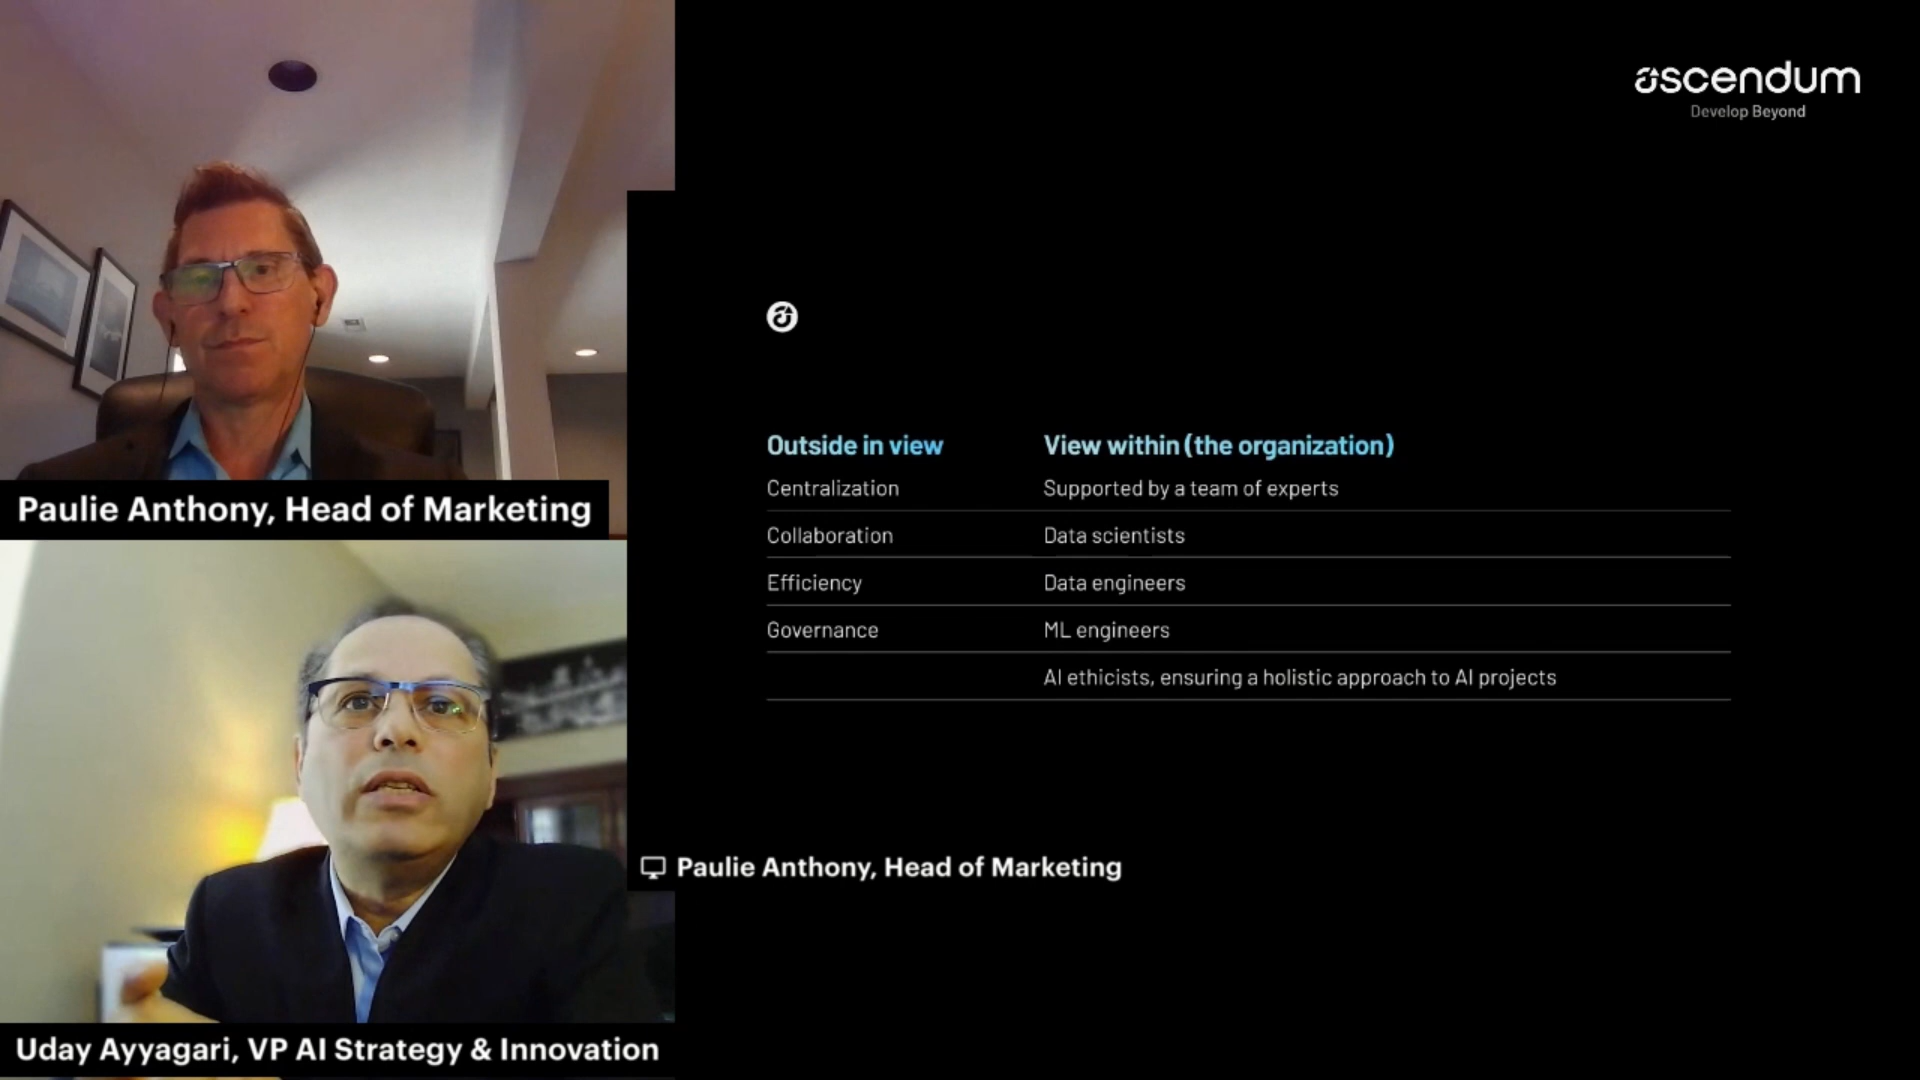 Paulie Anthony, Head of Marketing
Uday Ayyagari, VP AI Strategy & Innovation
ascendum
Develop Beyond
Outside in view View within (the organization)
Centralization Supported by a team of experts
Collaboration Data scientists
Efficiency Data engineers
Governance ML engineers
AI ethicists, ensuring a holistic approach to AI projects
Paulie Anthony, Head of Marketing